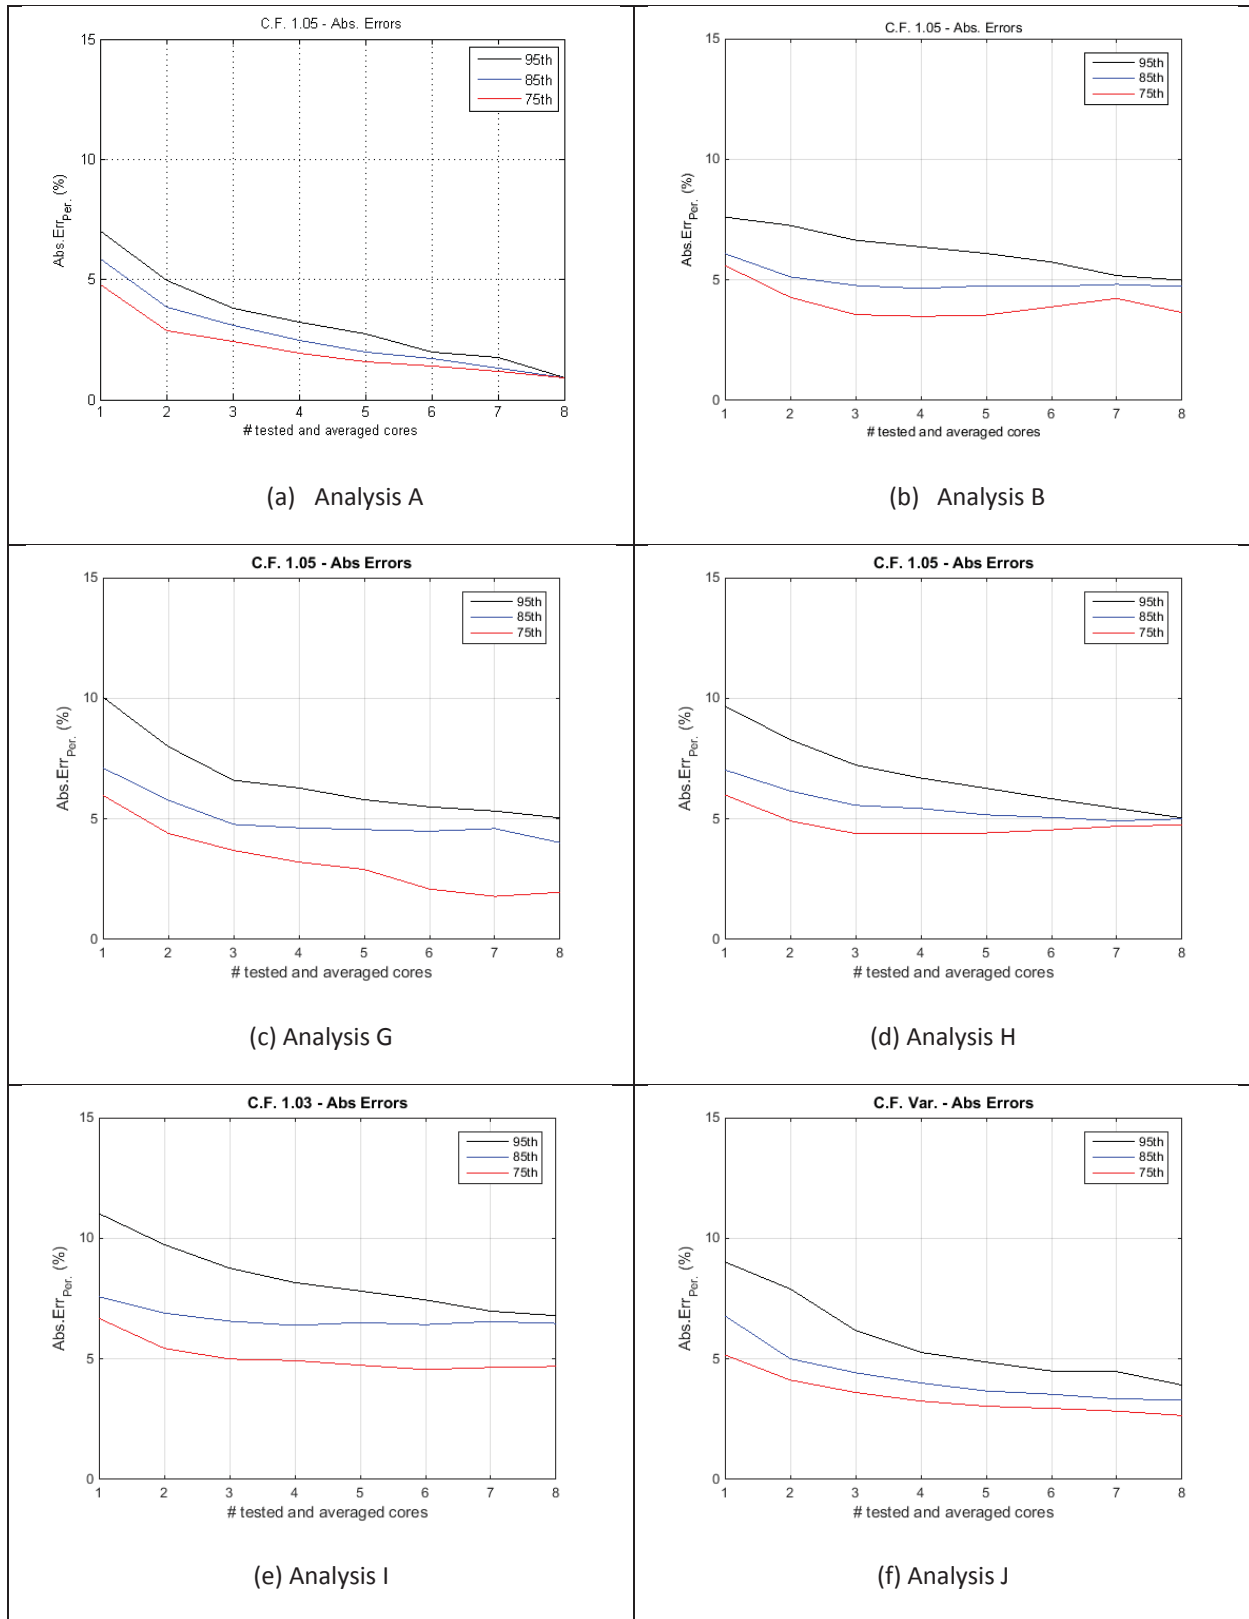 C.F. 1.05 - Abs. Errors
15
95th
85th
75th
10
Abs.Err_Per. (%)
5
0
1 2 3 4 5 6 7 8
# tested and averaged cores
(a) Analysis A
C.F. 1.05 - Abs. Errors
15
95th
85th
75th
10
Abs.Err_Per. (%)
5
0
1 2 3 4 5 6 7 8
# tested and averaged cores
(b) Analysis B
C.F. 1.05 - Abs Errors
15
95th
85th
75th
10
Abs.Err_Per. (%)
5
0
1 2 3 4 5 6 7 8
# tested and averaged cores
(c) Analysis G
C.F. 1.05 - Abs Errors
15
95th
85th
75th
10
Abs.Err_Per. (%)
5
0
1 2 3 4 5 6 7 8
# tested and averaged cores
(d) Analysis H
C.F. 1.03 - Abs Errors
15
95th
85th
75th
10
Abs.Err_Per. (%)
5
0
1 2 3 4 5 6 7 8
# tested and averaged cores
(e) Analysis I
C.F. Var. - Abs Errors
15
95th
85th
75th
10
Abs.Err_Per. (%)
5
0
1 2 3 4 5 6 7 8
# tested and averaged cores
(f) Analysis J